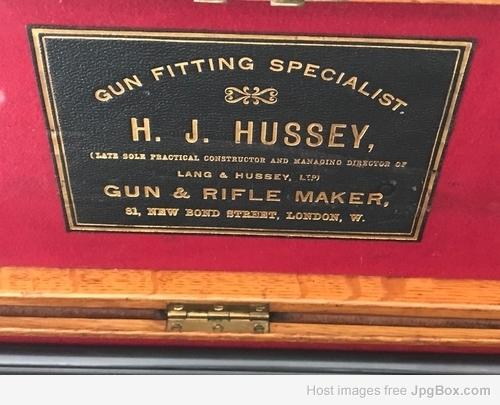 GUN FITTING SPECIALIST.
H. J. HUSSEY,
(LATE SOLE PRACTICAL CONSTRUCTOR AND MANAGING DIRECTOR OF
LANG & HUSSEY, LTD)
GUN & RIFLE MAKER,
81, NEW BOND STREET, LONDON, W.
Host images free JpgBox.com